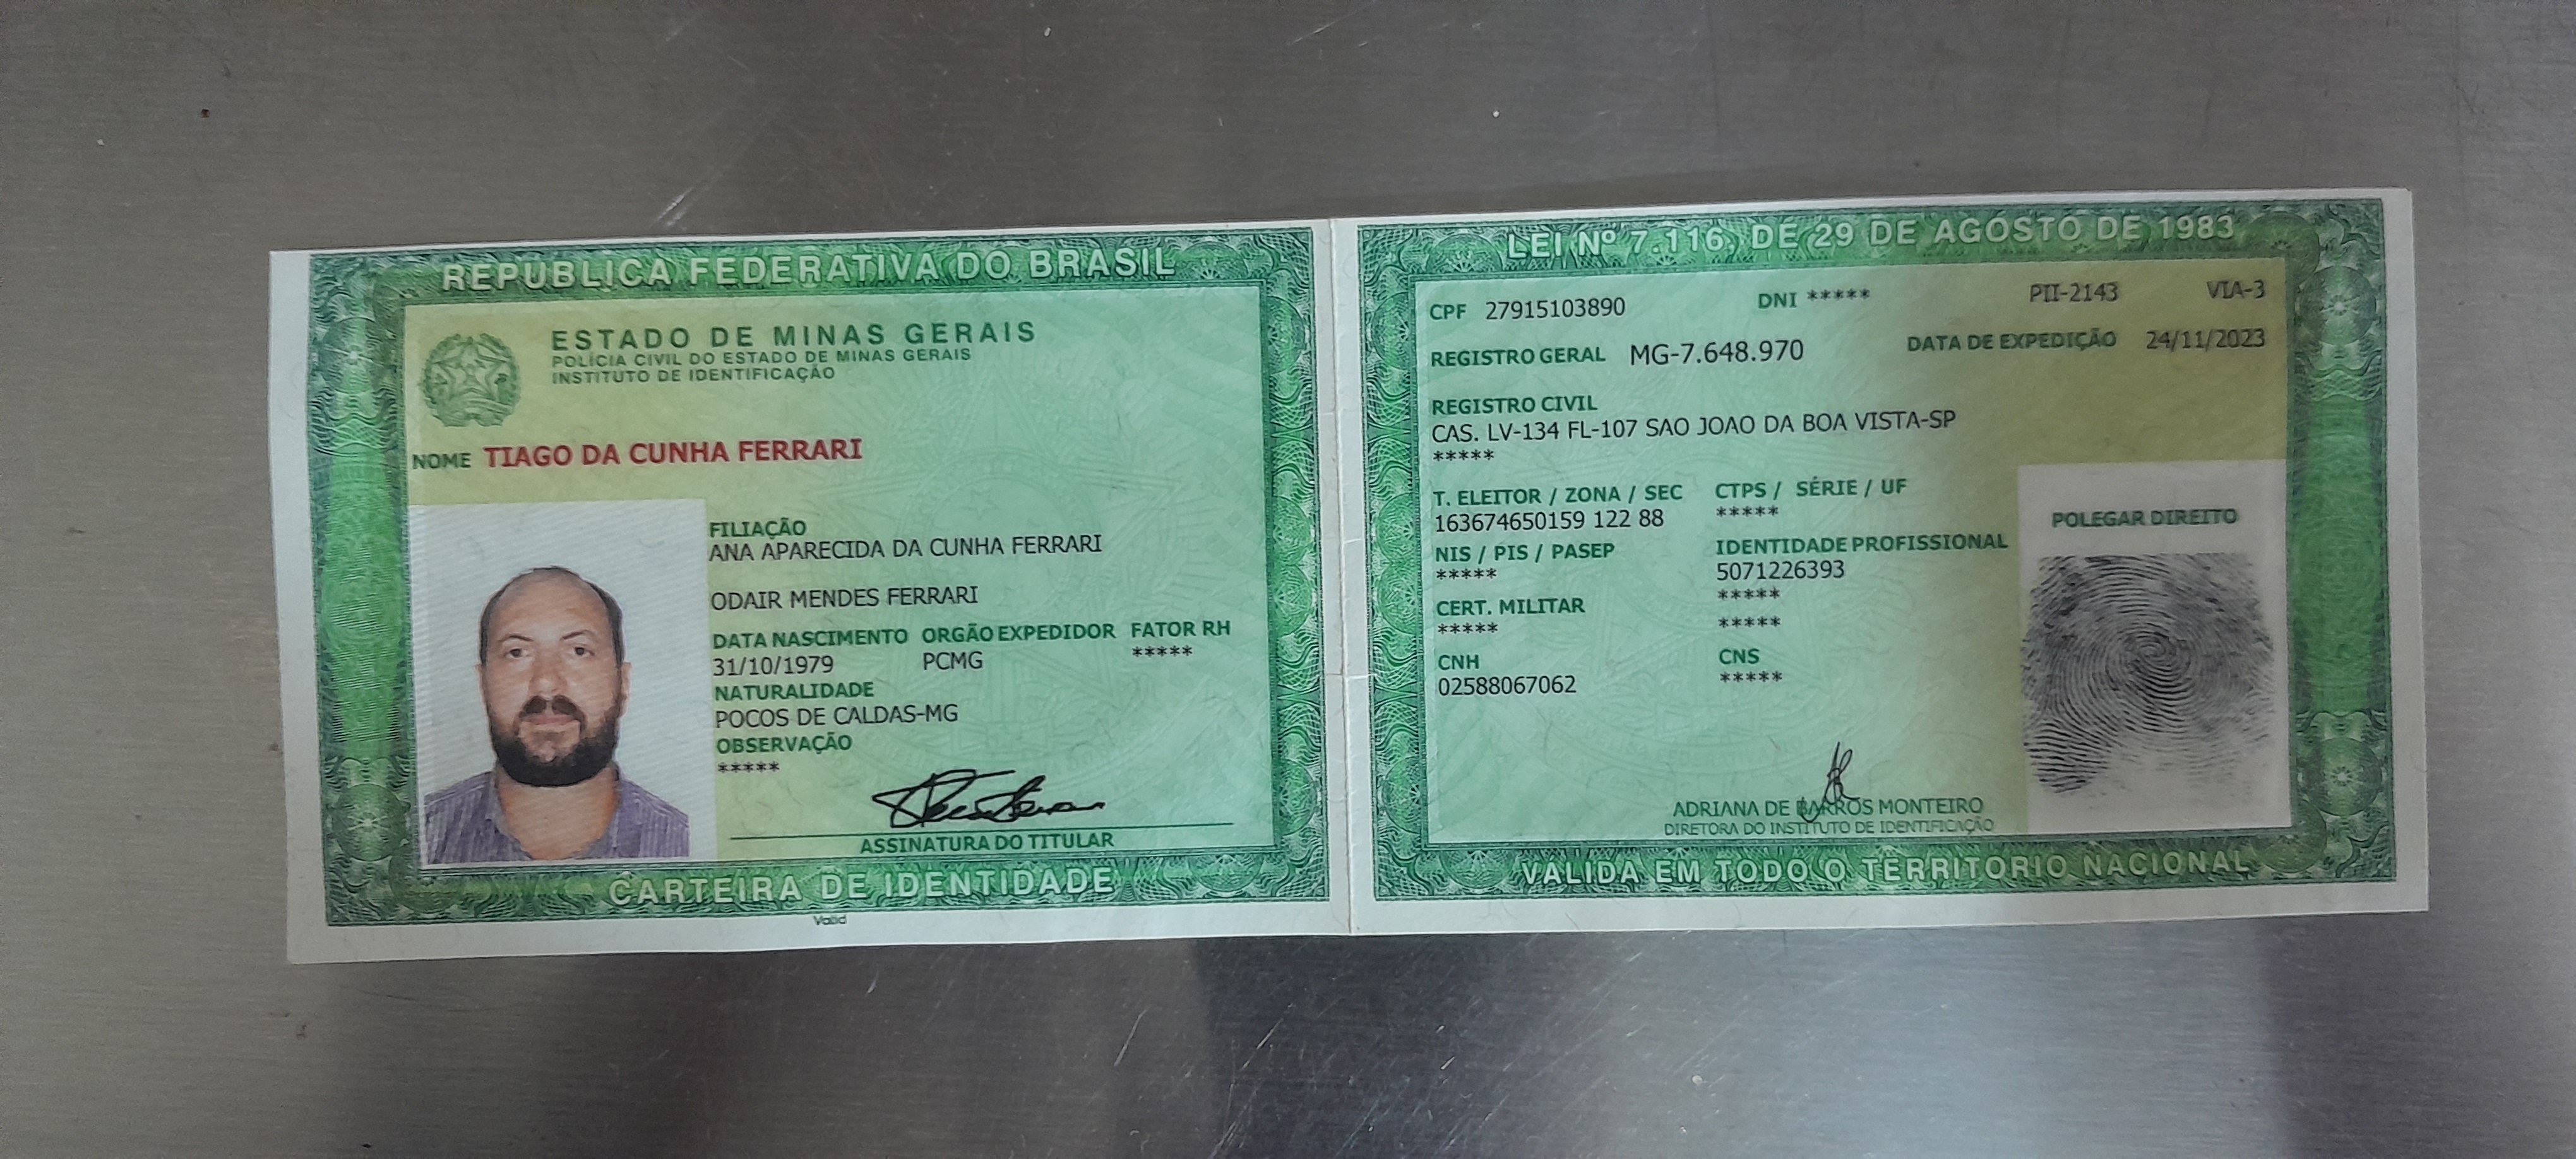 REPÚBLICA FEDERATIVA DO BRASIL
ESTADO DE MINAS GERAIS
POLÍCIA CIVIL DO ESTADO DE MINAS GERAIS
INSTITUTO DE IDENTIFICAÇÃO
NOME TIAGO DA CUNHA FERRARI
FILIAÇÃO
ANA APARECIDA DA CUNHA FERRARI
ODAIR MENDES FERRARI
DATA NASCIMENTO ORGÃO EXPEDIDOR FATOR RH
31/10/1979 PCMG *****
NATURALIDADE
POCOS DE CALDAS-MG
OBSERVAÇÃO
*****
ASSINATURA DO TITULAR
CARTEIRA DE IDENTIDADE
Valid
LEI Nº 7.116, DE 29 DE AGOSTO DE 1983
CPF 27915103890 DNI ***** PII-2143 VIA-3
REGISTRO GERAL MG-7.648.970 DATA DE EXPEDIÇÃO 24/11/2023
REGISTRO CIVIL
CAS. LV-134 FL-107 SAO JOAO DA BOA VISTA-SP
*****
T. ELEITOR / ZONA / SEC CTPS / SÉRIE / UF
163674650159 122 88 *****
POLEGAR DIREITO
NIS / PIS / PASEP IDENTIDADE PROFISSIONAL
***** 5071226393
*****
CERT. MILITAR
***** *****
CNH CNS
02588067062 *****
ADRIANA DE BARROS MONTEIRO
DIRETORA DO INSTITUTO DE IDENTIFICAÇÃO
VÁLIDA EM TODO O TERRITÓRIO NACIONAL